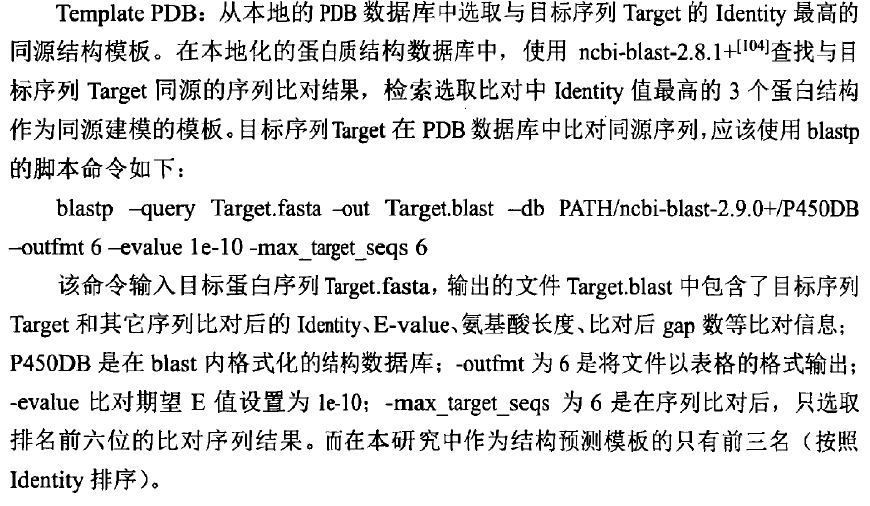 Template PDB：从本地的 PDB 数据库中选取与目标序列 Target 的 Identity 最高的
同源结构模板。在本地化的蛋白质结构数据库中，使用 ncbi-blast-2.8.1+[104]查找与目
标序列 Target 同源的序列比对结果，检索选取比对中 Identity 值最高的 3 个蛋白结构
作为同源建模的模板。目标序列Target 在 PDB 数据库中比对同源序列，应该使用 blastp
的脚本命令如下：
blastp –query Target.fasta –out Target.blast –db PATH/ncbi-blast-2.9.0+/P450DB
–outfmt 6 –evalue 1e-10 -max_target_seqs 6
该命令输入目标蛋白序列 Target.fasta，输出的文件 Target.blast 中包含了目标序列
Target 和其它序列比对后的 Identity、E-value、氨基酸长度、比对后 gap 数等比对信息；
P450DB 是在 blast 内格式化的结构数据库；-outfmt 为 6 是将文件以表格的格式输出；
-evalue 比对期望 E 值设置为 1e-10；-max_target_seqs 为 6 是在序列比对后，只选取
排名前六位的比对序列结果。而在本研究中作为结构预测模板的只有前三名（按照
Identity 排序）。